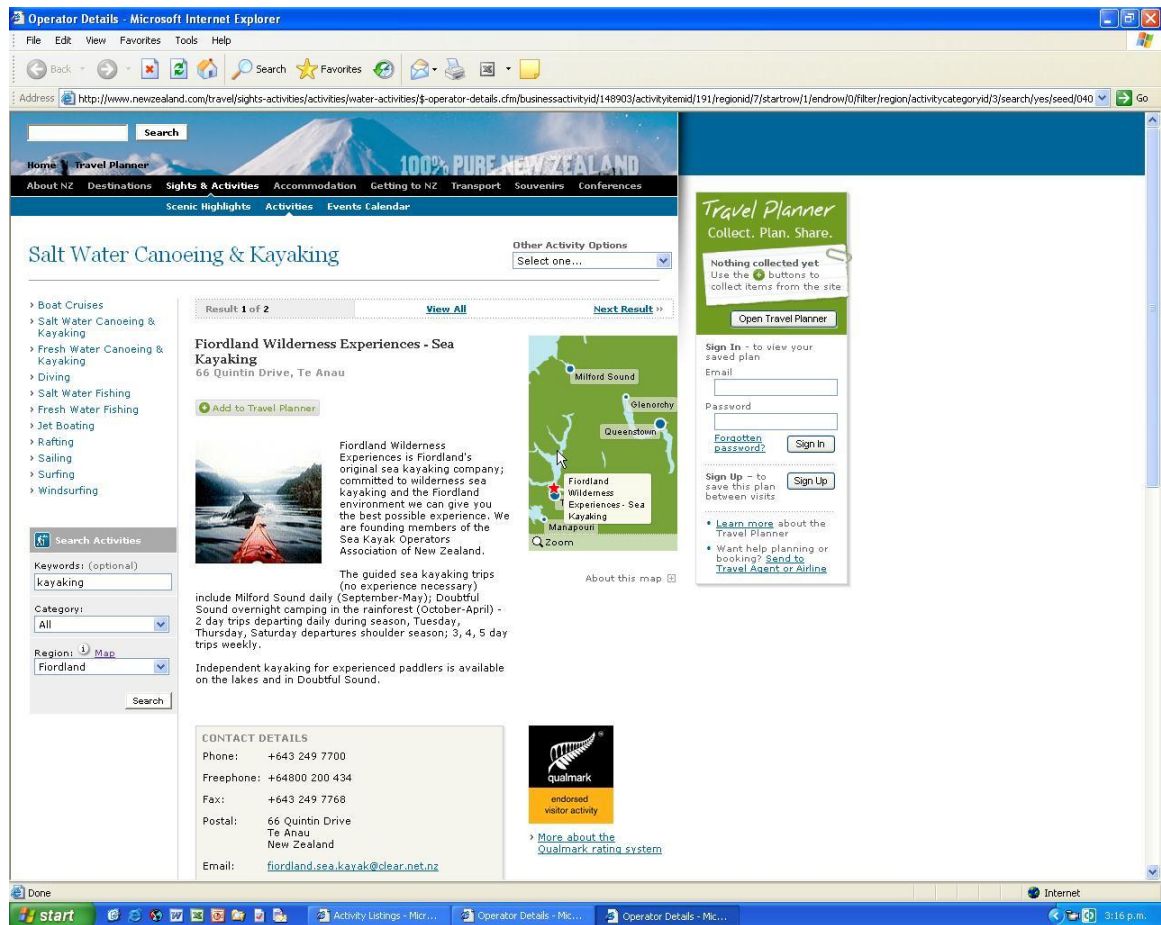 Operator Details - Microsoft Internet Explorer
File Edit View Favorites Tools Help
Back Search Favorites
Address http://www.newzealand.com/travel/sights-activities/activities/water-activities/$-operator-details.cfm/businessactivityid/148903/activityitemid/191/regionid/7/startrow/1/endrow/0/filter/region/activitycategoryid/3/search/yes/seed/040 Go
Search
Home Travel Planner
100% PURE NEW ZEALAND
About NZ Destinations Sights & Activities Accommodation Getting to NZ Transport Souvenirs Conferences
Scenic Highlights Activities Events Calendar
Salt Water Canoeing & Kayaking
Other Activity Options
Select one...
› Boat Cruises
› Salt Water Canoeing &
Kayaking
› Fresh Water Canoeing &
Kayaking
› Diving
› Salt Water Fishing
› Fresh Water Fishing
› Jet Boating
› Rafting
› Sailing
› Surfing
› Windsurfing
Search Activities
Keywords: (optional)
kayaking
Category:
All
Region: i Map
Fiordland
Search
Result 1 of 2 View All Next Result »
Fiordland Wilderness Experiences - Sea
Kayaking
66 Quintin Drive, Te Anau
Add to Travel Planner
Fiordland Wilderness
Experiences is Fiordland's
original sea kayaking company;
committed to wilderness sea
kayaking and the Fiordland
environment we can give you
the best possible experience. We
are founding members of the
Sea Kayak Operators
Association of New Zealand.
The guided sea kayaking trips
(no experience necessary)
include Milford Sound daily (September-May); Doubtful
Sound overnight camping in the rainforest (October-April) -
2 day trips departing daily during season, Tuesday,
Thursday, Saturday departures shoulder season; 3, 4, 5 day
trips weekly.
Independent kayaking for experienced paddlers is available
on the lakes and in Doubtful Sound.
Milford Sound
Glenorchy
Queenstown
Fiordland
Wilderness
Experiences - Sea
Kayaking
Manapouri
Zoom
About this map
CONTACT DETAILS
Phone: +643 249 7700
Freephone: +64800 200 434
Fax: +643 249 7768
Postal: 66 Quintin Drive
Te Anau
New Zealand
Email: fiordland.sea.kayak@clear.net.nz
qualmark
endorsed
visitor activity
› More about the
Qualmark rating system
Travel Planner
Collect. Plan. Share.
Nothing collected yet
Use the + buttons to
collect items from the site
Open Travel Planner
Sign In - to view your
saved plan
Email
Password
Forgotten
password?
Sign In
Sign Up - to
save this plan
between visits
Sign Up
• Learn more about the
Travel Planner
• Want help planning or
booking? Send to
Travel Agent or Airline
Done Internet
start Activity Listings - Micr... Operator Details - Mic... Operator Details - Mic... 3:16 p.m.